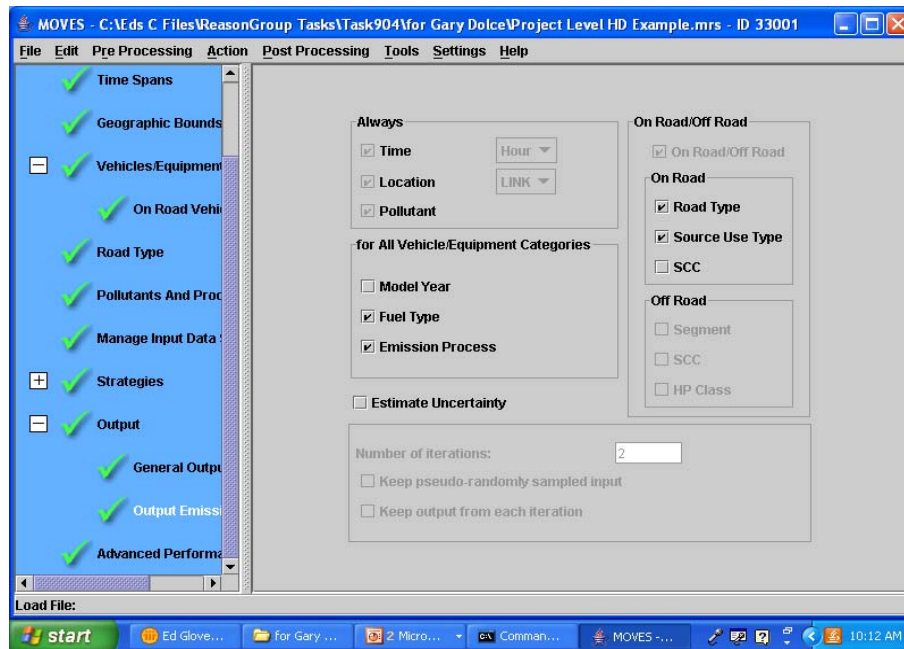 MOVES - C:\Eds C Files\ReasonGroup Tasks\Task904\for Gary Dolce\Project Level HD Example.mrs - ID 33001
File Edit Pre Processing Action Post Processing Tools Settings Help
Time Spans
Geographic Bounds
Vehicles/Equipment
On Road Vehi
Road Type
Pollutants And Proc
Manage Input Data
Strategies
Output
General Outpu
Output Emissi
Advanced Performa
Always
Time Hour
Location LINK
Pollutant
for All Vehicle/Equipment Categories
Model Year
Fuel Type
Emission Process
On Road/Off Road
On Road/Off Road
On Road
Road Type
Source Use Type
SCC
Off Road
Segment
SCC
HP Class
Estimate Uncertainty
Number of iterations: 2
Keep pseudo-randomly sampled input
Keep output from each iteration
Load File:
start Ed Glove... for Gary ... 2 Micro... Comman... MOVES -... 10:12 AM